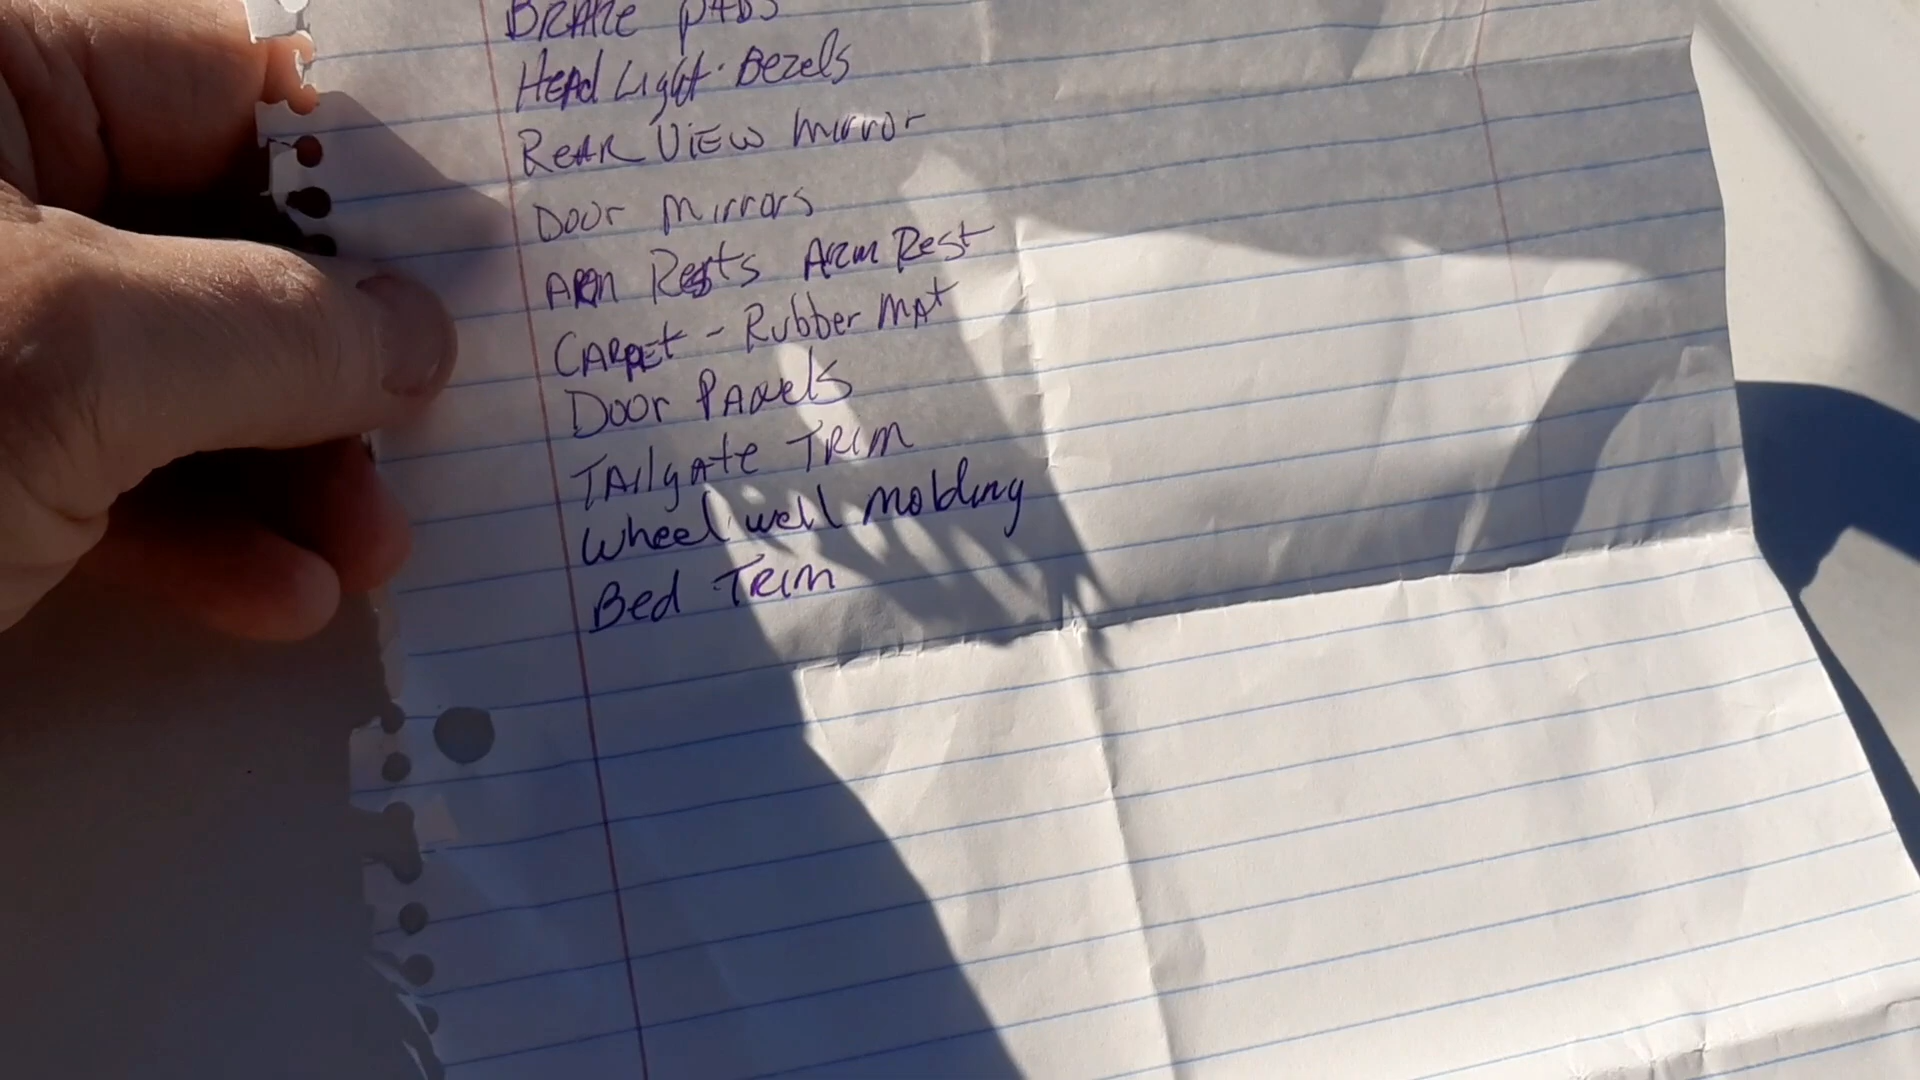 BRAKE PADS
HEAd Light Bezels
REAR ViEW Mirror
Door Mirrors
ARM Rests Arm Rest
CARPEt - Rubber MAt
Door PAnels
TAilgAte TRIM
Wheel well Molding
Bed TRIM